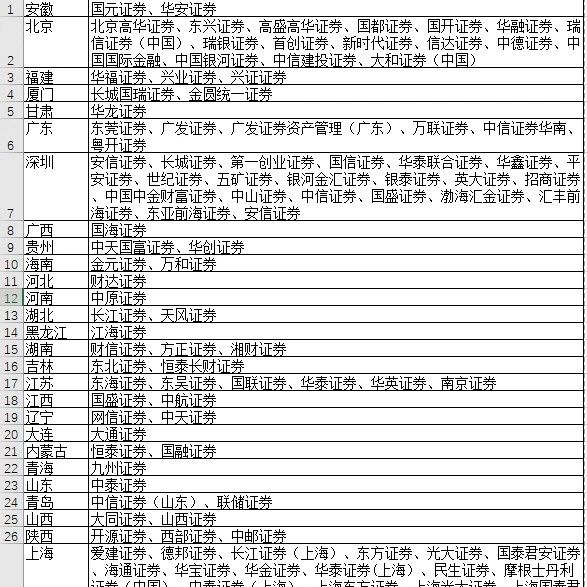 1 安徽 国元证券、华安证券
北京 北京高华证券、东兴证券、高盛高华证券、国都证券、国开证券、华融证券、瑞
信证券（中国）、瑞银证券、首创证券、新时代证券、信达证券、中德证券、中
2 国国际金融、中国银河证券、中信建投证券、大和证券（中国）
3 福建 华福证券、兴业证券、兴证证券
4 厦门 长城国瑞证券、金圆统一证券
5 甘肃 华龙证券
广东 东莞证券、广发证券、广发证券资产管理（广东）、万联证券、中信证券华南、
6 粤开证券
深圳 安信证券、长城证券、第一创业证券、国信证券、华泰联合证券、华鑫证券、平
安证券、世纪证券、五矿证券、银河金汇证券、银泰证券、英大证券、招商证券
、中国中金财富证券、中山证券、中信证券、国盛证券、渤海汇金证券、汇丰前
7 海证券、东亚前海证券、安信证券
8 广西 国海证券
9 贵州 中天国富证券、华创证券
10 海南 金元证券、万和证券
11 河北 财达证券
12 河南 中原证券
13 湖北 长江证券、天风证券
14 黑龙江 江海证券
15 湖南 财信证券、方正证券、湘财证券
16 吉林 东北证券、恒泰长财证券
17 江苏 东海证券、东吴证券、国联证券、华泰证券、华英证券、南京证券
18 江西 国盛证券、中航证券
19 辽宁 网信证券、中天证券
20 大连 大通证券
21 内蒙古 恒泰证券、国融证券
22 青海 九州证券
23 山东 中泰证券
24 青岛 中信证券（山东）、联储证券
25 山西 大同证券、山西证券
26 陕西 开源证券、西部证券、中邮证券
上海 爱建证券、德邦证券、长江证券（上海）、东方证券、光大证券、国泰君安证券
、海通证券、华宝证券、华金证券、华泰证券(上海）、民生证券、摩根士丹利